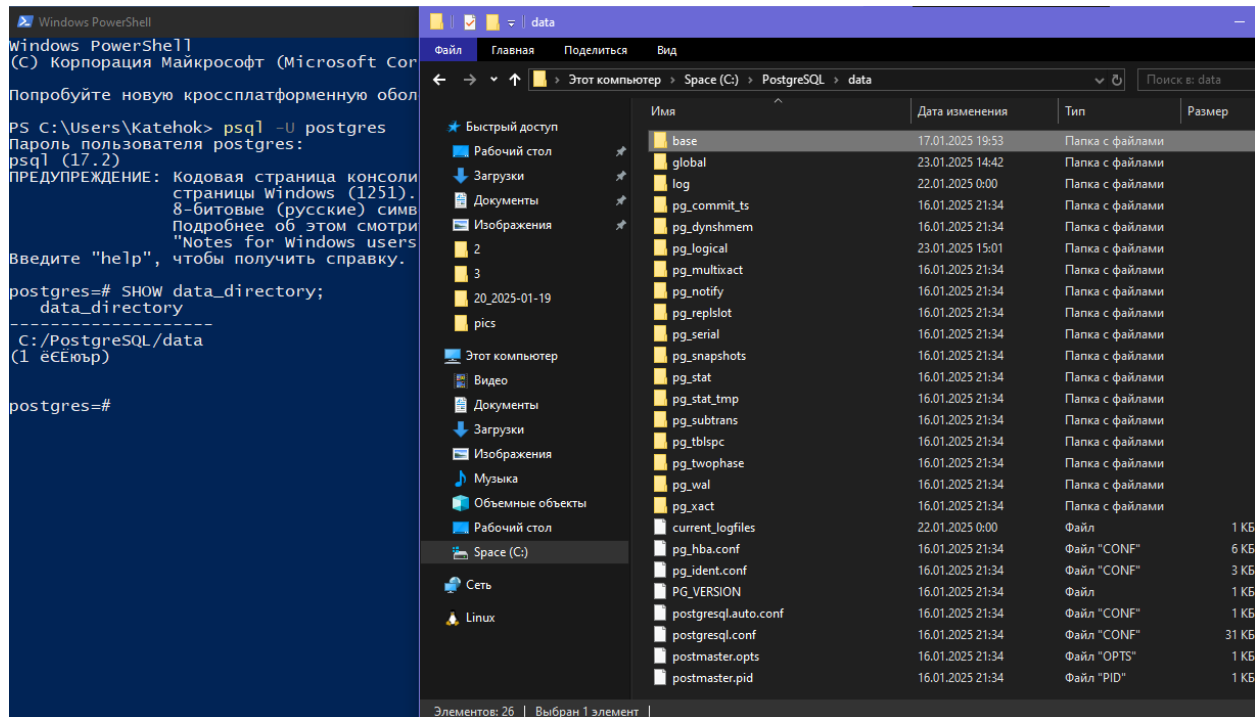 Windows PowerShell
Windows PowerShell
(C) Корпорация Майкрософт (Microsoft Cor
Попробуйте новую кроссплатформенную обол
PS C:\Users\Katehok> psql -U postgres
Пароль пользователя postgres:
psql (17.2)
ПРЕДУПРЕЖДЕНИЕ: Кодовая страница консоли
страницы Windows (1251).
8-битовые (русские) симв
Подробнее об этом смотри
"Notes for Windows users
Введите "help", чтобы получить справку.
postgres=# SHOW data_directory;
data_directory
--------------------
C:/PostgreSQL/data
(1 ёЄЁюър)
postgres=#
data
Файл Главная Поделиться Вид
Этот компьютер › Space (C:) › PostgreSQL › data
Поиск в: data
Быстрый доступ
Рабочий стол
Загрузки
Документы
Изображения
2
3
20_2025-01-19
pics
Этот компьютер
Видео
Документы
Загрузки
Изображения
Музыка
Объемные объекты
Рабочий стол
Space (C:)
Сеть
Linux
Имя Дата изменения Тип Размер
base 17.01.2025 19:53 Папка с файлами
global 23.01.2025 14:42 Папка с файлами
log 22.01.2025 0:00 Папка с файлами
pg_commit_ts 16.01.2025 21:34 Папка с файлами
pg_dynshmem 16.01.2025 21:34 Папка с файлами
pg_logical 23.01.2025 15:01 Папка с файлами
pg_multixact 16.01.2025 21:34 Папка с файлами
pg_notify 16.01.2025 21:34 Папка с файлами
pg_replslot 16.01.2025 21:34 Папка с файлами
pg_serial 16.01.2025 21:34 Папка с файлами
pg_snapshots 16.01.2025 21:34 Папка с файлами
pg_stat 16.01.2025 21:34 Папка с файлами
pg_stat_tmp 16.01.2025 21:34 Папка с файлами
pg_subtrans 16.01.2025 21:34 Папка с файлами
pg_tblspc 16.01.2025 21:34 Папка с файлами
pg_twophase 16.01.2025 21:34 Папка с файлами
pg_wal 16.01.2025 21:34 Папка с файлами
pg_xact 16.01.2025 21:34 Папка с файлами
current_logfiles 22.01.2025 0:00 Файл 1 КБ
pg_hba.conf 16.01.2025 21:34 Файл "CONF" 6 КБ
pg_ident.conf 16.01.2025 21:34 Файл "CONF" 3 КБ
PG_VERSION 16.01.2025 21:34 Файл 1 КБ
postgresql.auto.conf 16.01.2025 21:34 Файл "CONF" 1 КБ
postgresql.conf 16.01.2025 21:34 Файл "CONF" 31 КБ
postmaster.opts 16.01.2025 21:34 Файл "OPTS" 1 КБ
postmaster.pid 16.01.2025 21:34 Файл "PID" 1 КБ
Элементов: 26 | Выбран 1 элемент |